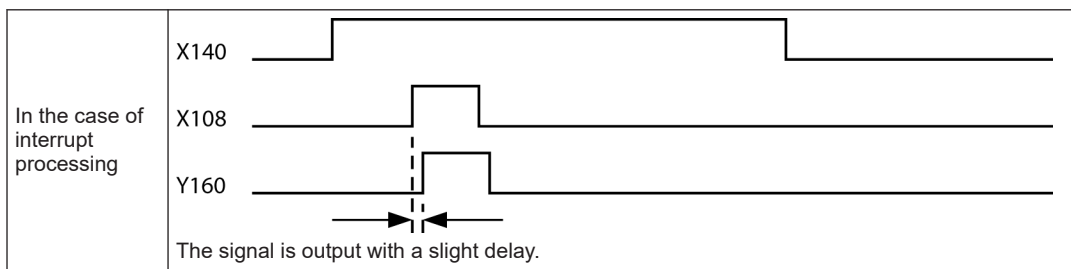 In the case of
interrupt
processing
X140
X108
Y160
The signal is output with a slight delay.